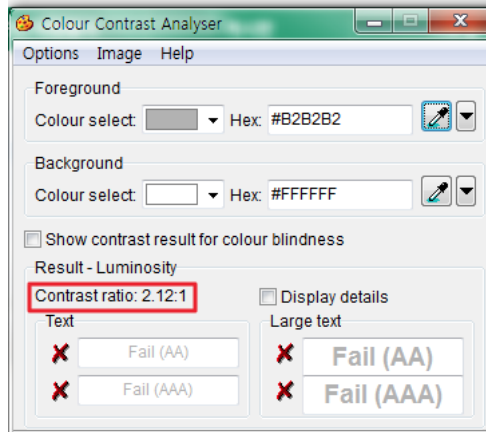 Colour Contrast Analyser
Options Image Help
Foreground
Colour select: Hex: #B2B2B2
Background
Colour select: Hex: #FFFFFF
Show contrast result for colour blindness
Result - Luminosity
Contrast ratio: 2.12:1 Display details
Text Large text
Fail (AA) Fail (AA)
Fail (AAA) Fail (AAA)